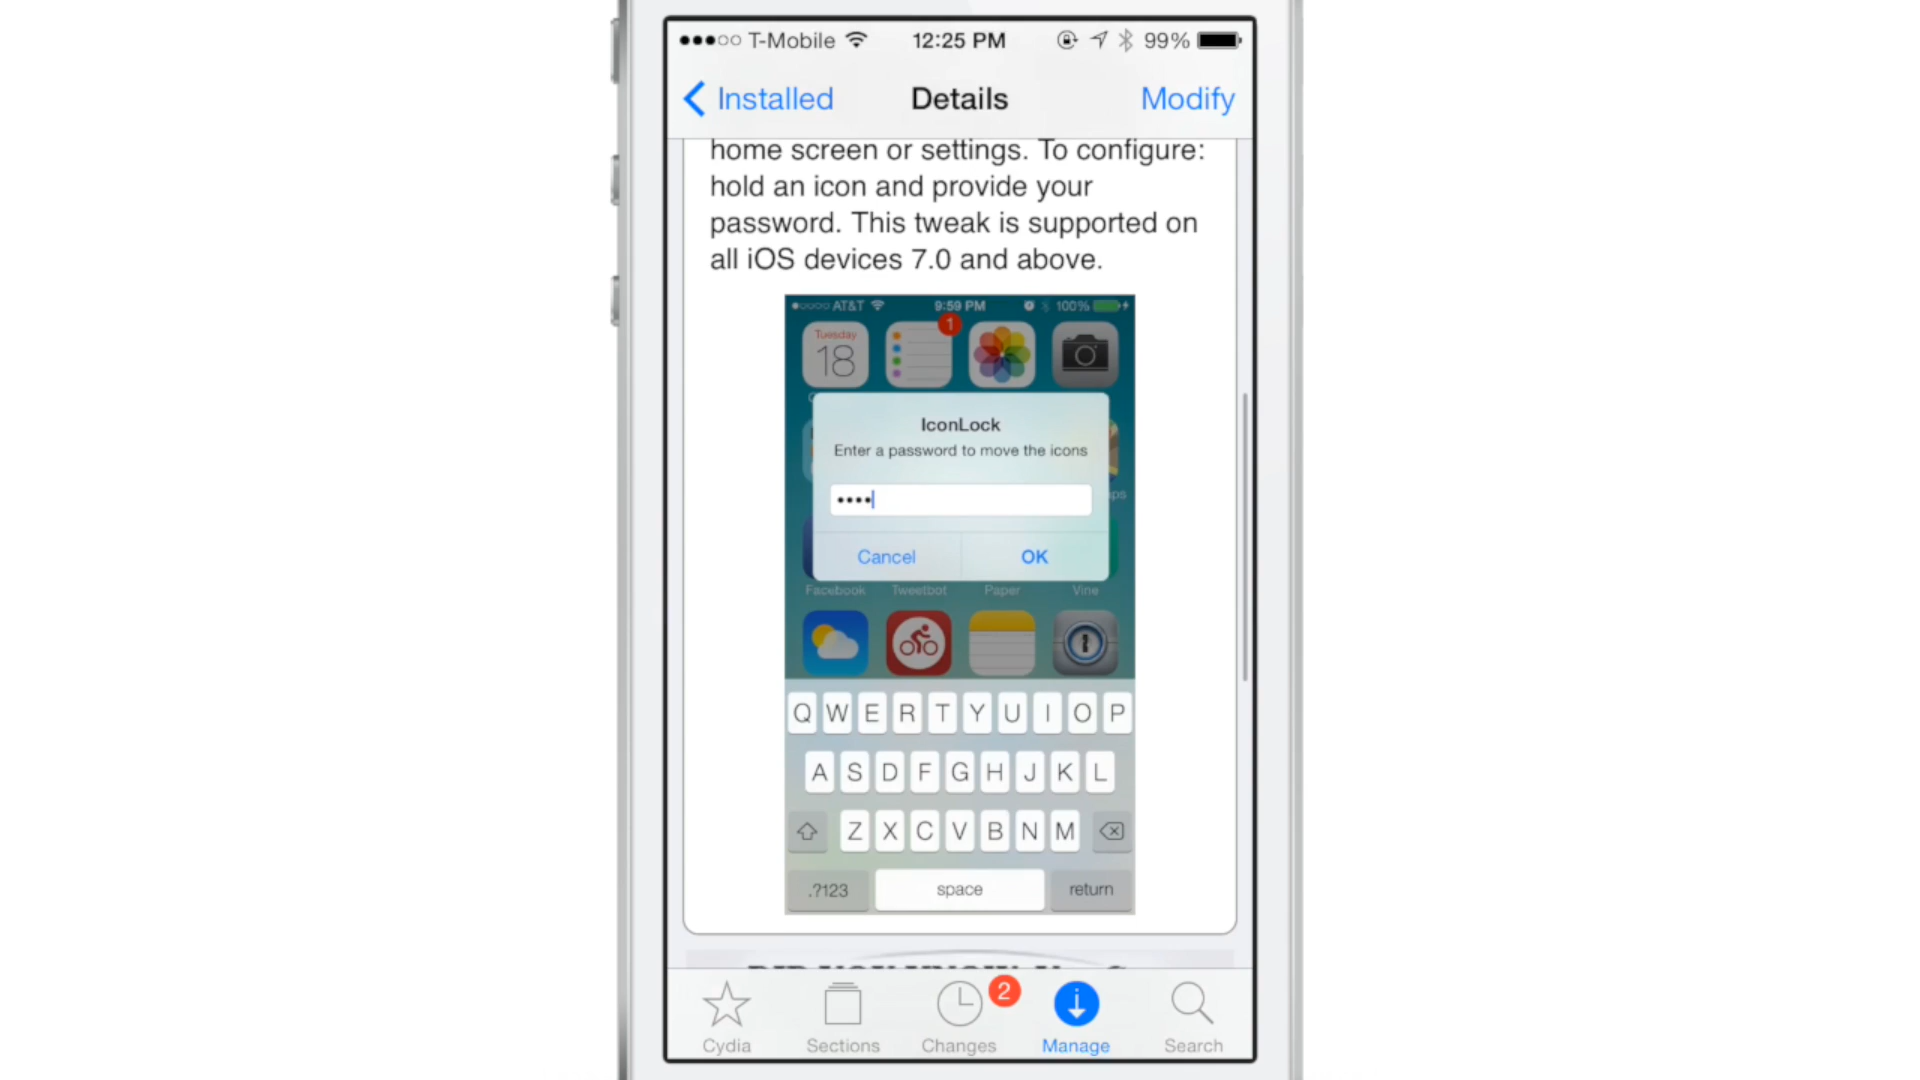 T-Mobile 12:25 PM 99%
Installed Details Modify
home screen or settings. To configure:
hold an icon and provide your
password. This tweak is supported on
all iOS devices 7.0 and above.
AT&T 9:59 PM 100%
Tuesday
18
1
IconLock
Enter a password to move the icons
••••
Cancel OK
Facebook Tweetbot Paper Vine
Q W E R T Y U I O P
A S D F G H J K L
Z X C V B N M
.?123 space return
2
Cydia Sections Changes Manage Search